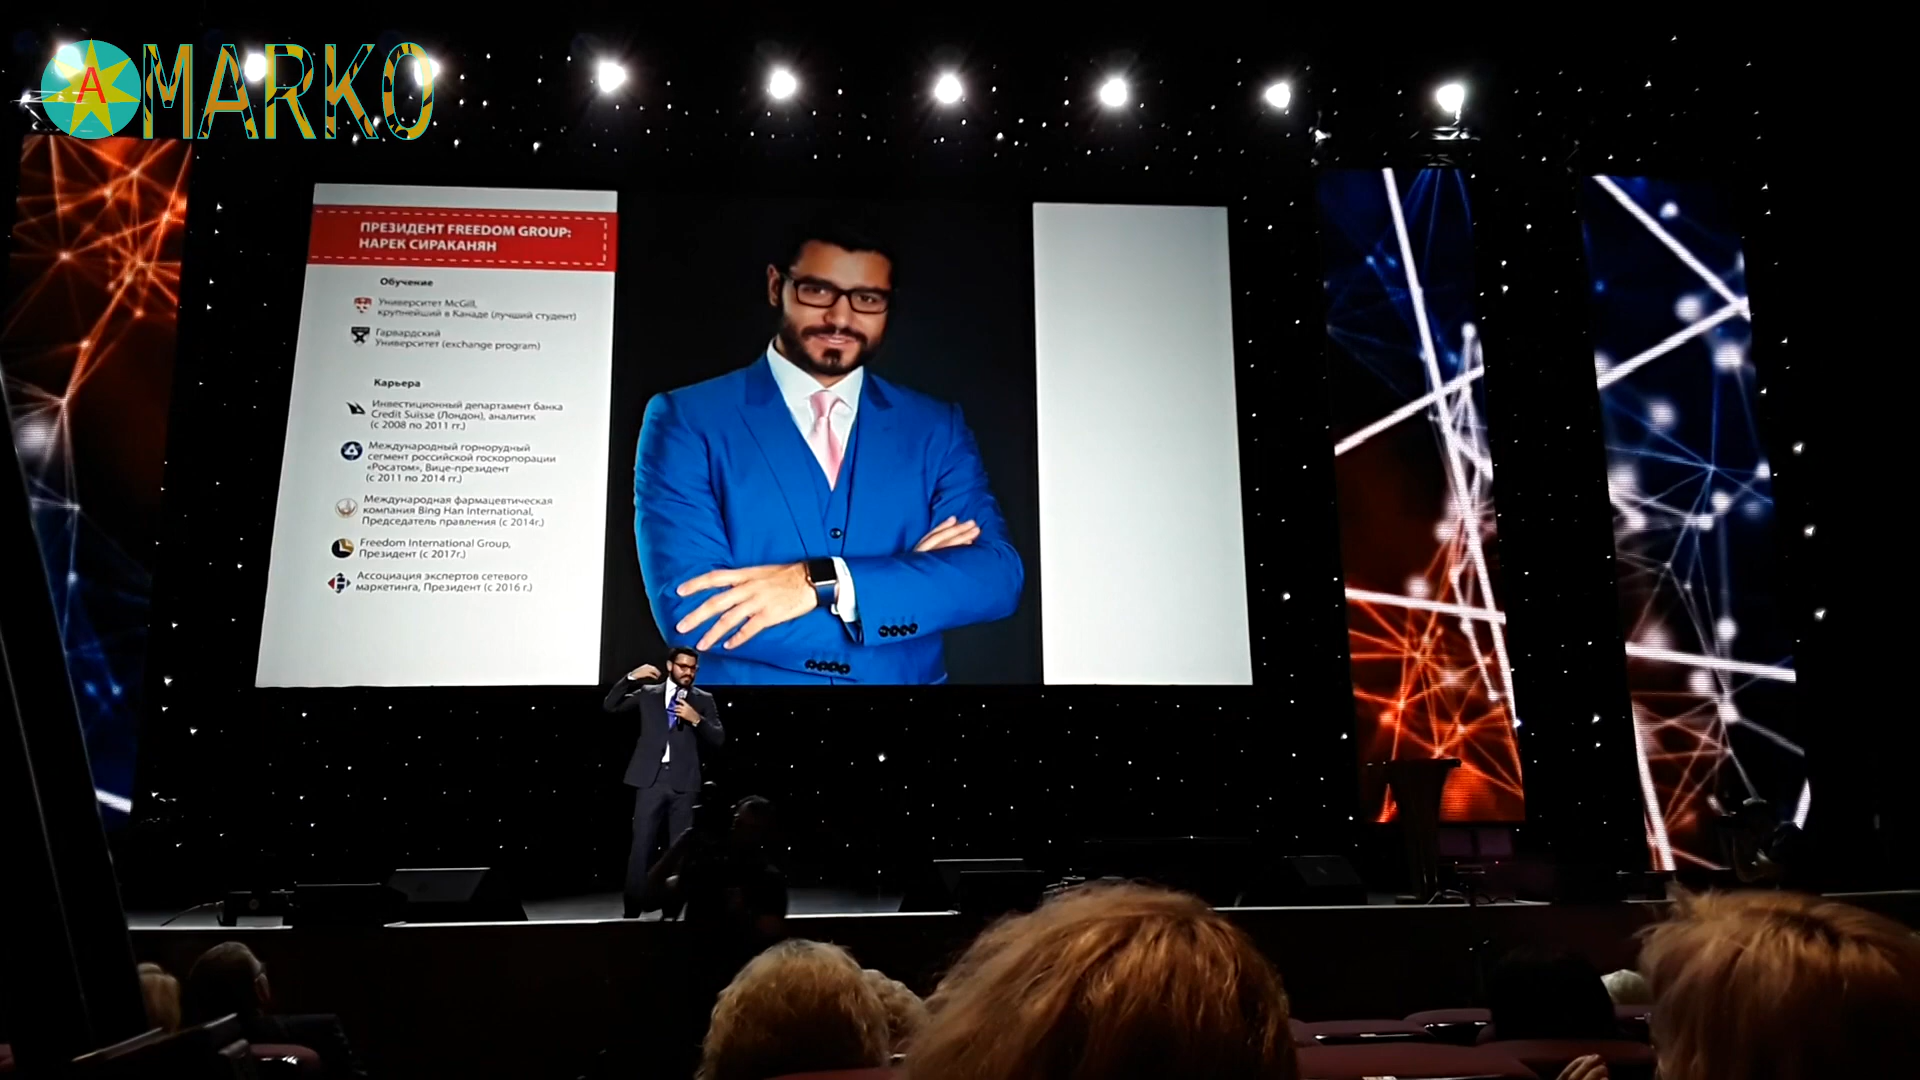 A MARKO
ПРЕЗИДЕНТ FREEDOM GROUP:
НАРЕК СИРАКАНЯН
Обучение
Университет McGill,
крупнейший в Канаде (лучший студент)
Гарвардский
Университет (exchange program)
Карьера
Инвестиционный департамент банка
Credit Suisse (Лондон), аналитик
(с 2008 по 2011 гг.)
Международный горнорудный
сегмент российской госкорпорации
«Росатом», Вице-президент
(с 2011 по 2014 гг.)
Международная фармацевтическая
компания Bing Han International,
Председатель правления (с 2014г.)
Freedom International Group,
Президент (с 2017г.)
Ассоциация экспертов сетевого
маркетинга, Президент (с 2016 г.)